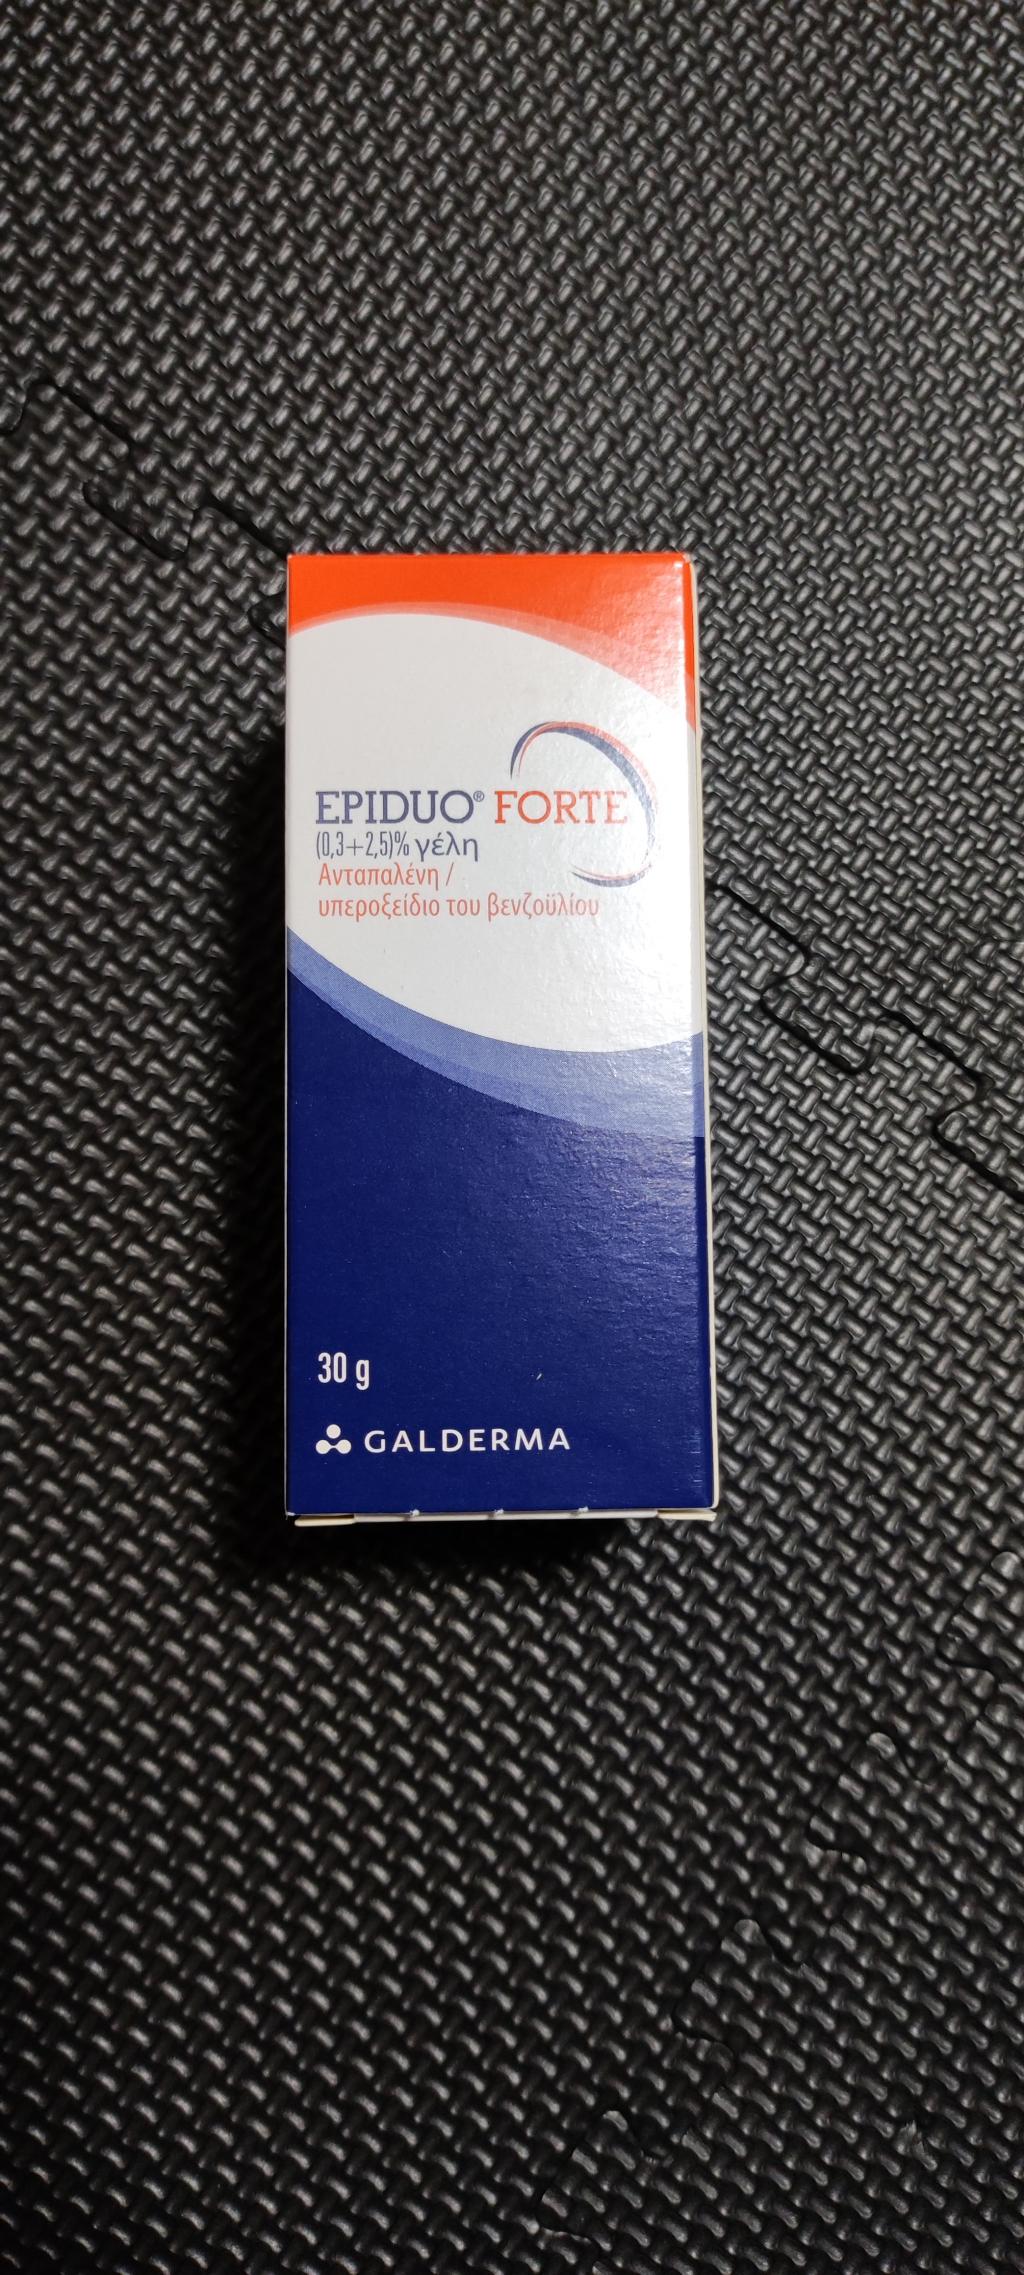 EPIDUO® FORTE
(0,3+2,5)% γέλη
Ανταπαλένη /
υπεροξείδιο του βενζοϋλίου
30 g
GALDERMA